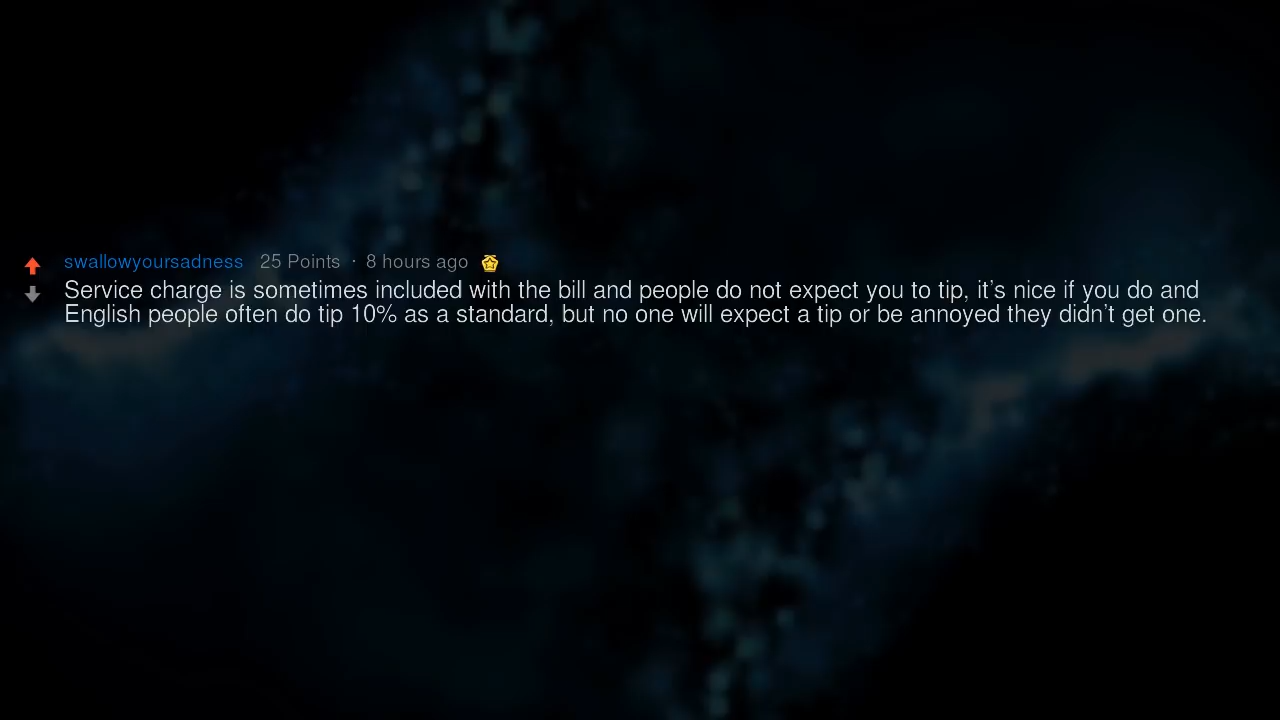 swallowyoursadness 25 Points · 8 hours ago
Service charge is sometimes included with the bill and people do not expect you to tip, it’s nice if you do and
English people often do tip 10% as a standard, but no one will expect a tip or be annoyed they didn’t get one.